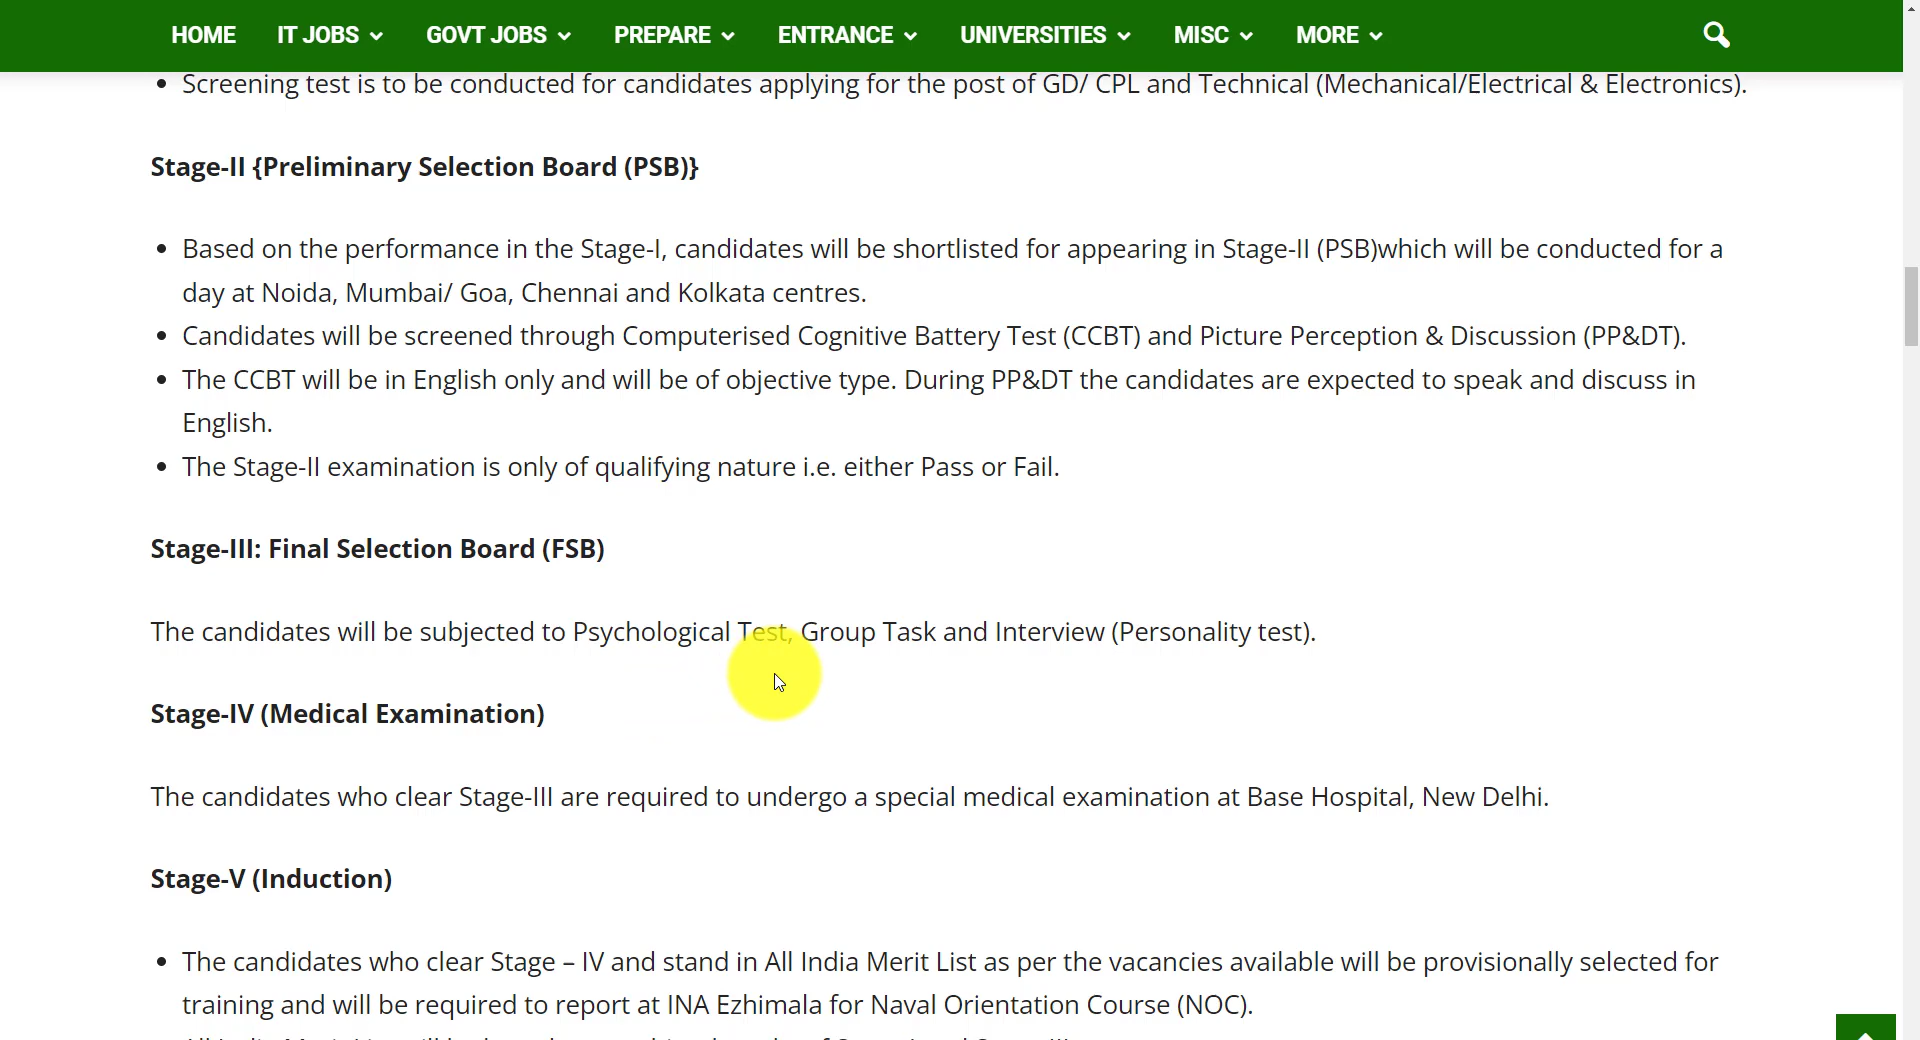 HOME IT JOBS GOVT JOBS PREPARE ENTRANCE UNIVERSITIES MISC MORE
• Screening test is to be conducted for candidates applying for the post of GD/ CPL and Technical (Mechanical/Electrical & Electronics).
Stage-II {Preliminary Selection Board (PSB)}
• Based on the performance in the Stage-I, candidates will be shortlisted for appearing in Stage-II (PSB)which will be conducted for a
day at Noida, Mumbai/ Goa, Chennai and Kolkata centres.
• Candidates will be screened through Computerised Cognitive Battery Test (CCBT) and Picture Perception & Discussion (PP&DT).
• The CCBT will be in English only and will be of objective type. During PP&DT the candidates are expected to speak and discuss in
English.
• The Stage-II examination is only of qualifying nature i.e. either Pass or Fail.
Stage-III: Final Selection Board (FSB)
The candidates will be subjected to Psychological Test, Group Task and Interview (Personality test).
Stage-IV (Medical Examination)
The candidates who clear Stage-III are required to undergo a special medical examination at Base Hospital, New Delhi.
Stage-V (Induction)
• The candidates who clear Stage – IV and stand in All India Merit List as per the vacancies available will be provisionally selected for
training and will be required to report at INA Ezhimala for Naval Orientation Course (NOC).